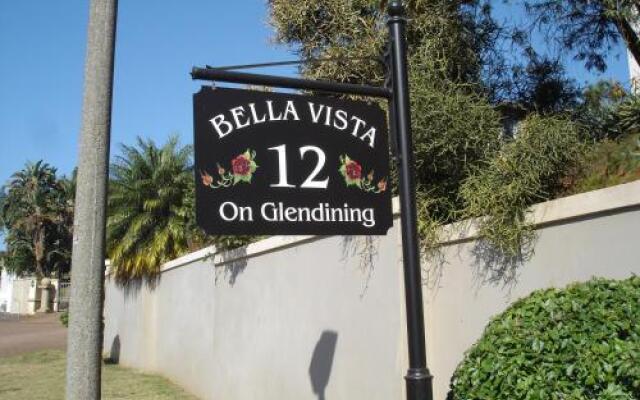 BELLA VISTA
12
On Glendining